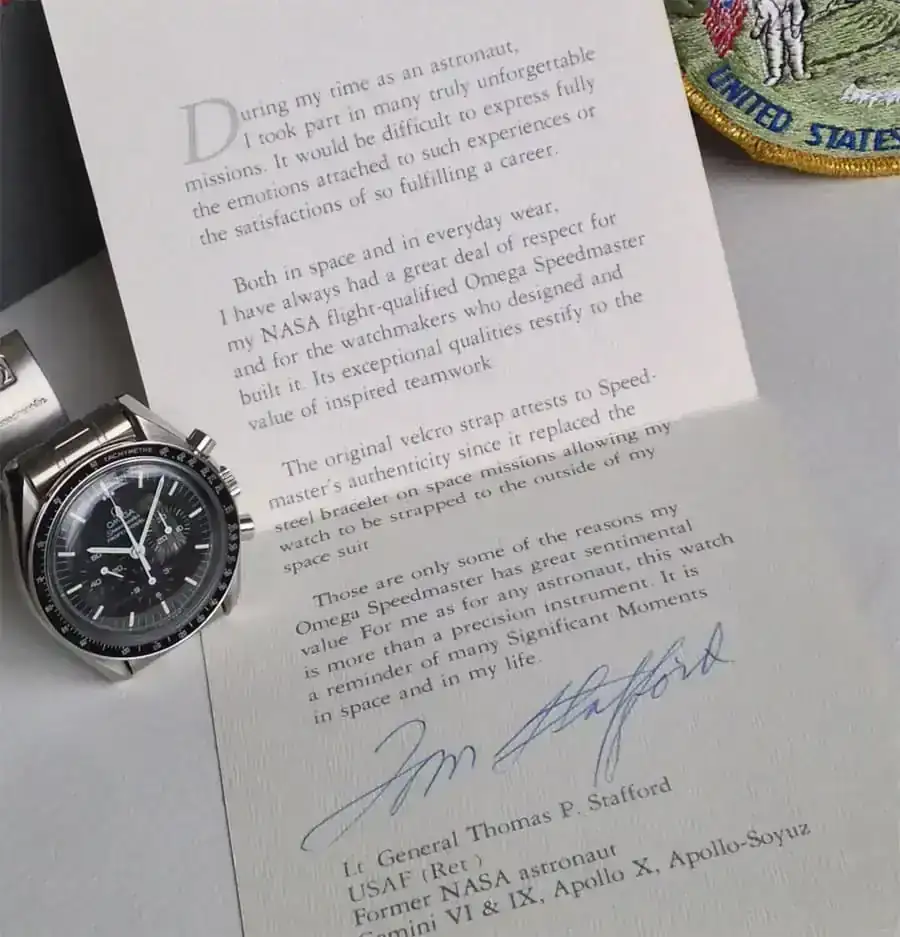 During my time as an astronaut,
I took part in many truly unforgettable
missions. It would be difficult to express fully
the emotions attached to such experiences or
the satisfactions of so fulfilling a career.
Both in space and in everyday wear,
I have always had a great deal of respect for
my NASA flight-qualified Omega Speedmaster
and for the watchmakers who designed and
built it. Its exceptional qualities testify to the
value of inspired teamwork
The original velcro strap attests to Speed-
master's authenticity since it replaced the
steel bracelet on space missions allowing my
watch to be strapped to the outside of my
space suit
Those are only some of the reasons my
Omega Speedmaster has great sentimental
value For me as for any astronaut, this watch
is more than a precision instrument. It is
a reminder of many Significant Moments
in space and in my life.
Tom Stafford
Lt General Thomas P. Stafford
USAF (Ret )
Former NASA astronaut
Gemini VI & IX, Apollo X, Apollo-Soyuz
UNITED STATES
TACHYMETRE
OMEGA
Speedmaster
60
20
40